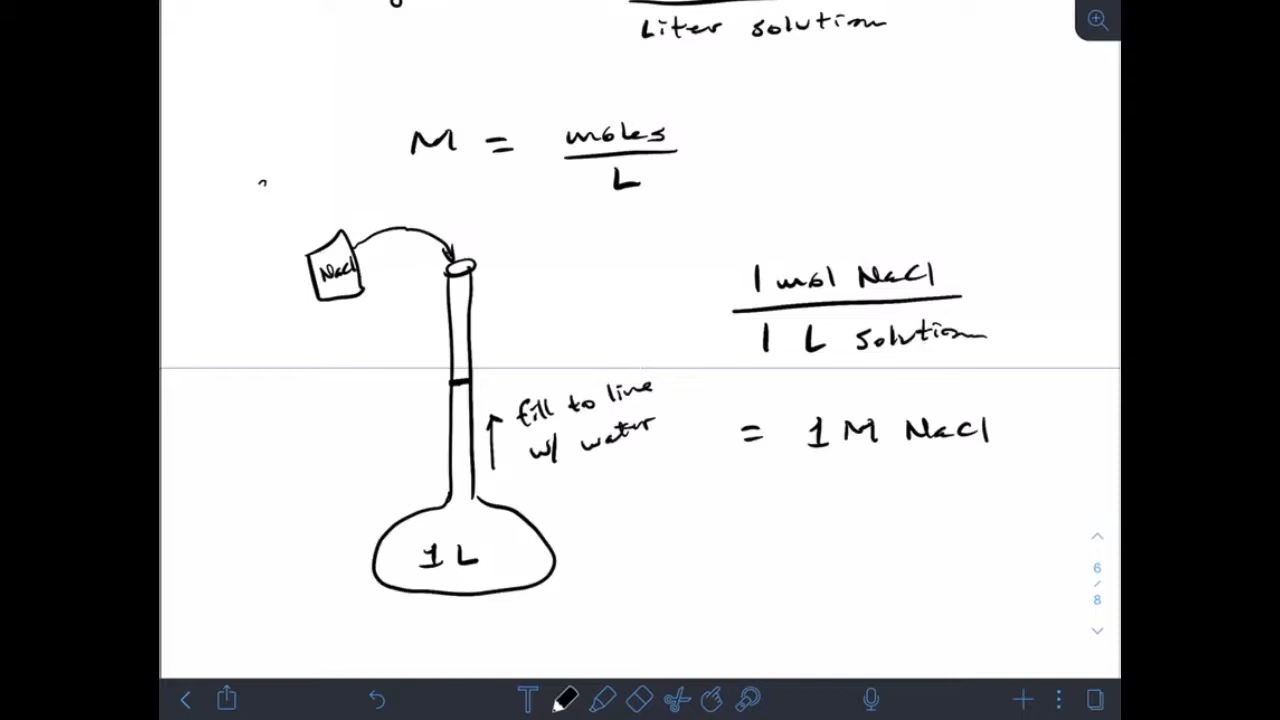 Liter solution
M = moles
L
NaCl
1 mol NaCl
1 L solution
fill to line
w/ water
= 1 M NaCl
1 L
6
/
8
T